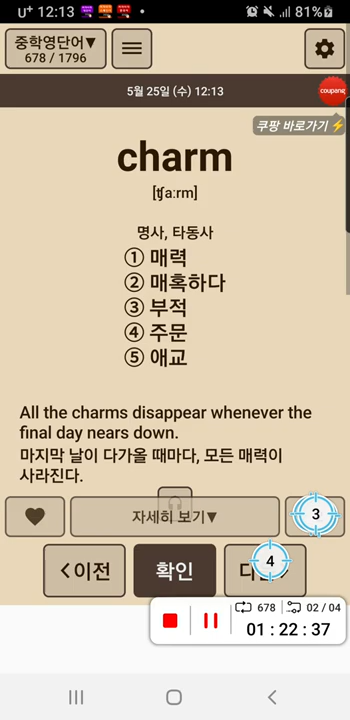 U⁺ 12:13
81%
중학영단어▼
678 / 1796
5월 25일 (수) 12:13
coupang
쿠팡 바로가기⚡
charm
[ʧa:rm]
명사, 타동사
① 매력
② 매혹하다
③ 부적
④ 주문
⑤ 애교
All the charms disappear whenever the
final day nears down.
마지막 날이 다가올 때마다, 모든 매력이
사라진다.
자세히 보기▼
3
<이전
확인
4
678
02 / 04
01 : 22 : 37